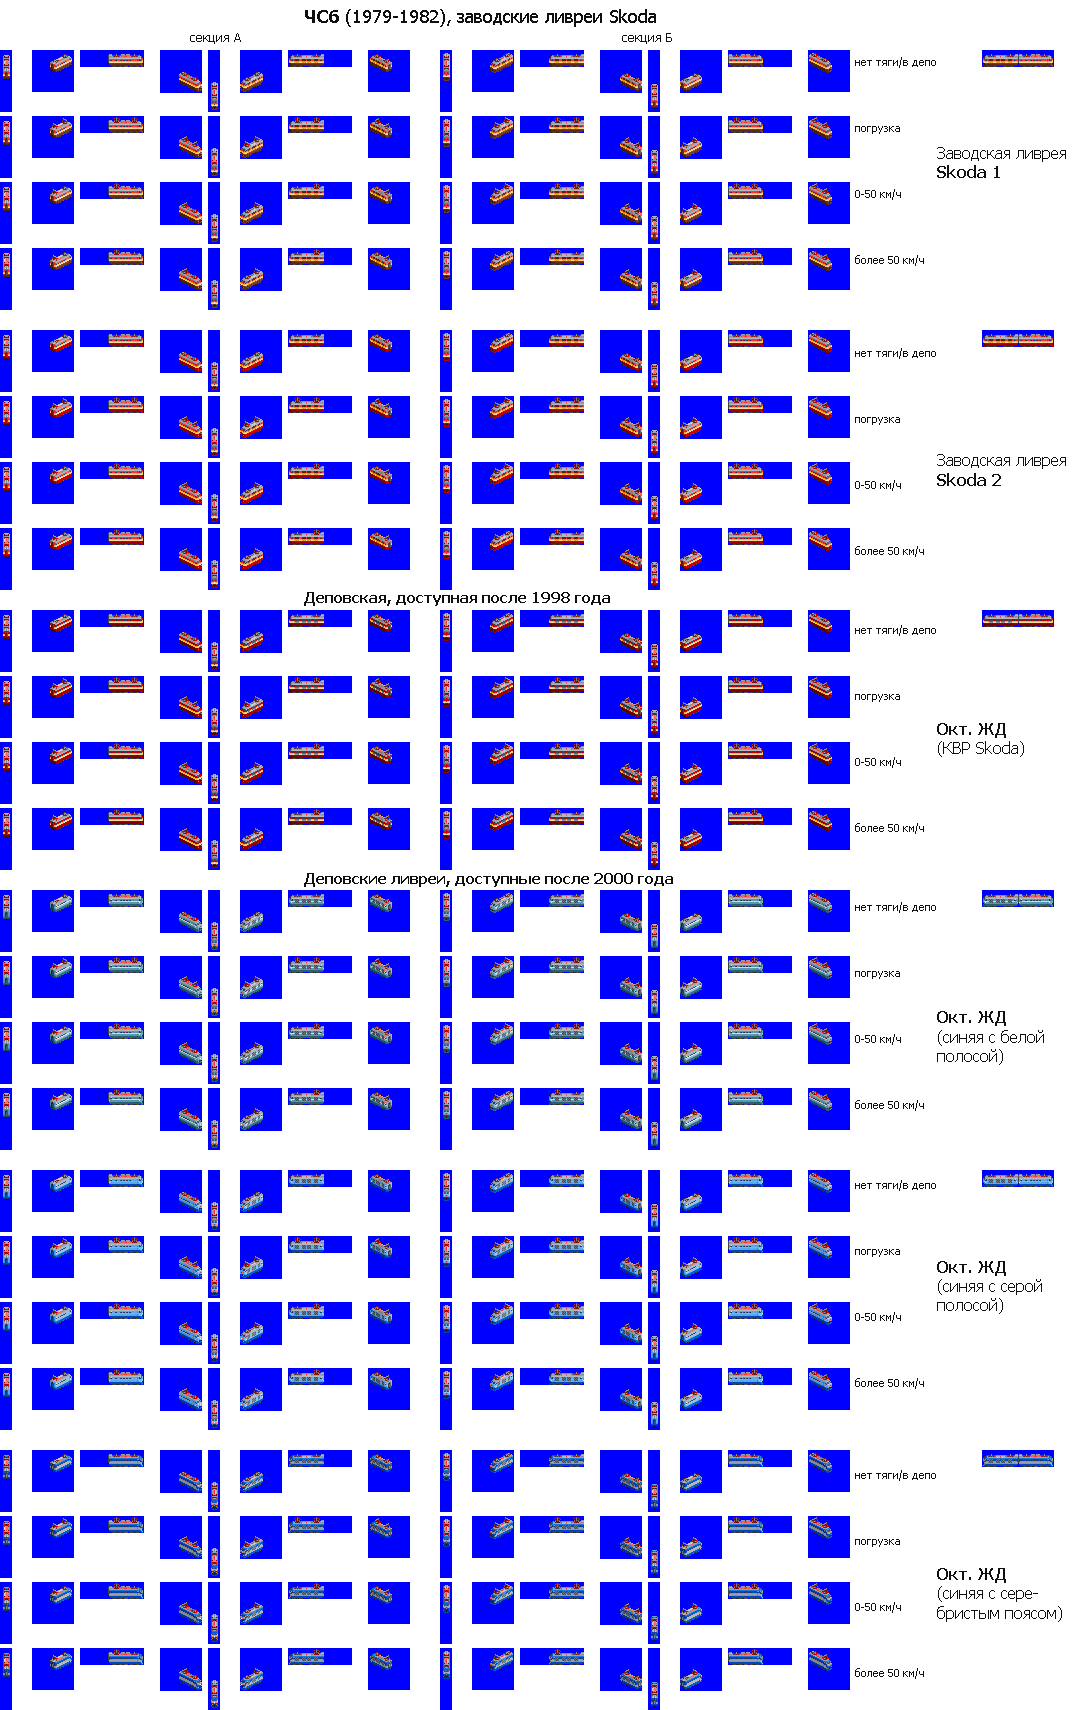 ЧС6 (1979-1982), заводские ливреи Skoda
секция А
секция Б
нет тяги/в депо
погрузка
Заводская ливрея
Skoda 1
0-50 км/ч
более 50 км/ч
нет тяги/в депо
погрузка
Заводская ливрея
Skoda 2
0-50 км/ч
более 50 км/ч
Деповская, доступная после 1998 года
нет тяги/в депо
погрузка
Окт. ЖД
(КВР Skoda)
0-50 км/ч
более 50 км/ч
Деповские ливреи, доступные после 2000 года
нет тяги/в депо
погрузка
Окт. ЖД
(синяя с белой
полосой)
0-50 км/ч
более 50 км/ч
нет тяги/в депо
погрузка
Окт. ЖД
(синяя с серой
полосой)
0-50 км/ч
более 50 км/ч
нет тяги/в депо
погрузка
Окт. ЖД
(синяя с сере-
бристым поясом)
0-50 км/ч
более 50 км/ч